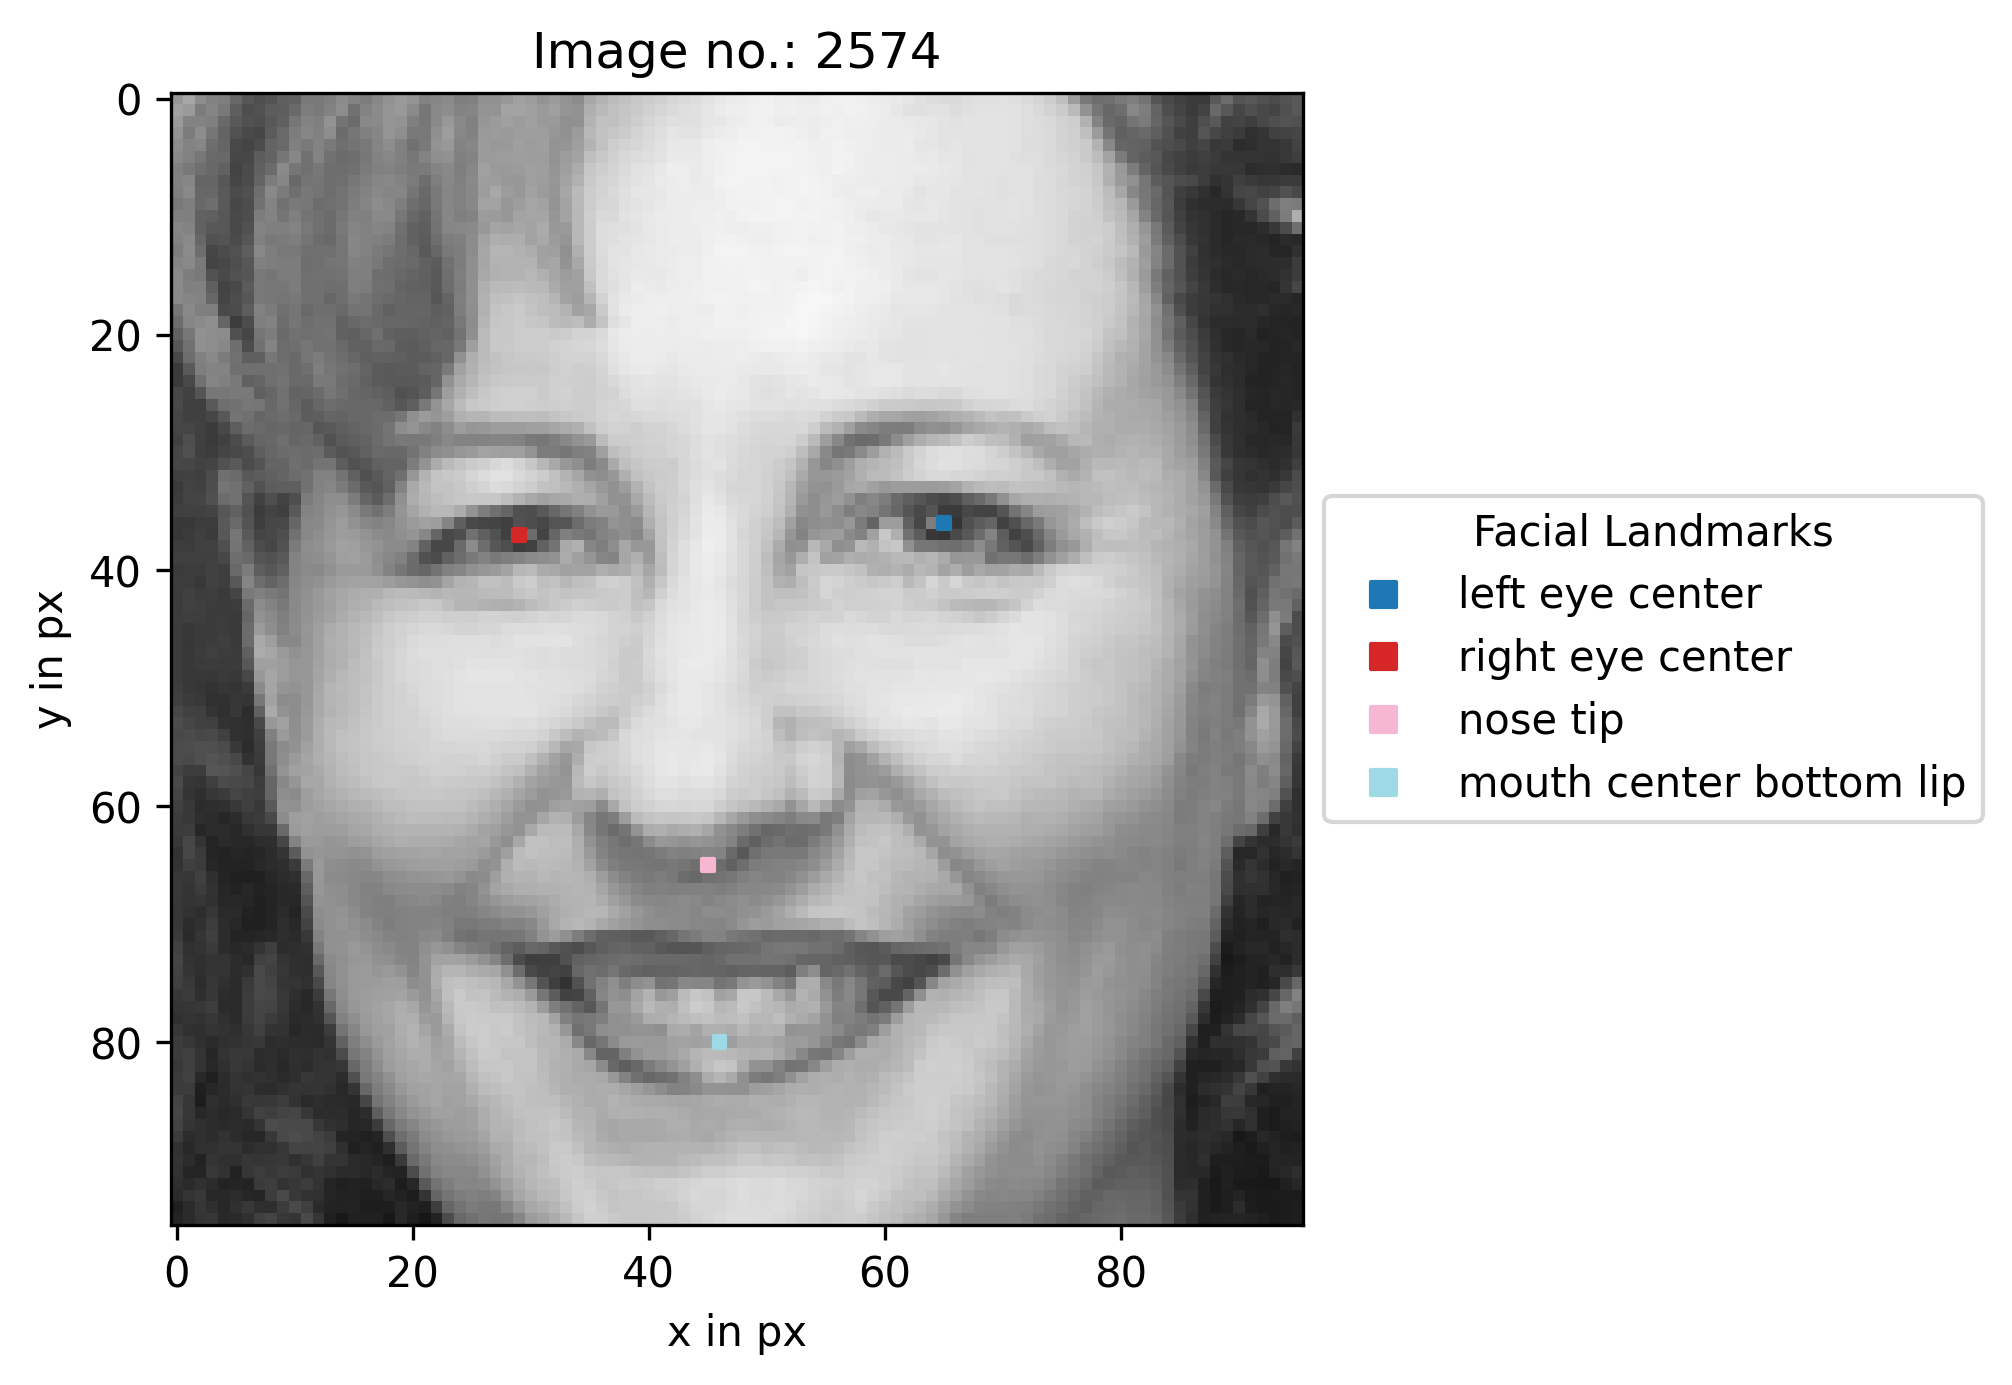 Image no.: 2574
0
20
40
60
80
y in px
0 20 40 60 80
x in px
Facial Landmarks
left eye center
right eye center
nose tip
mouth center bottom lip